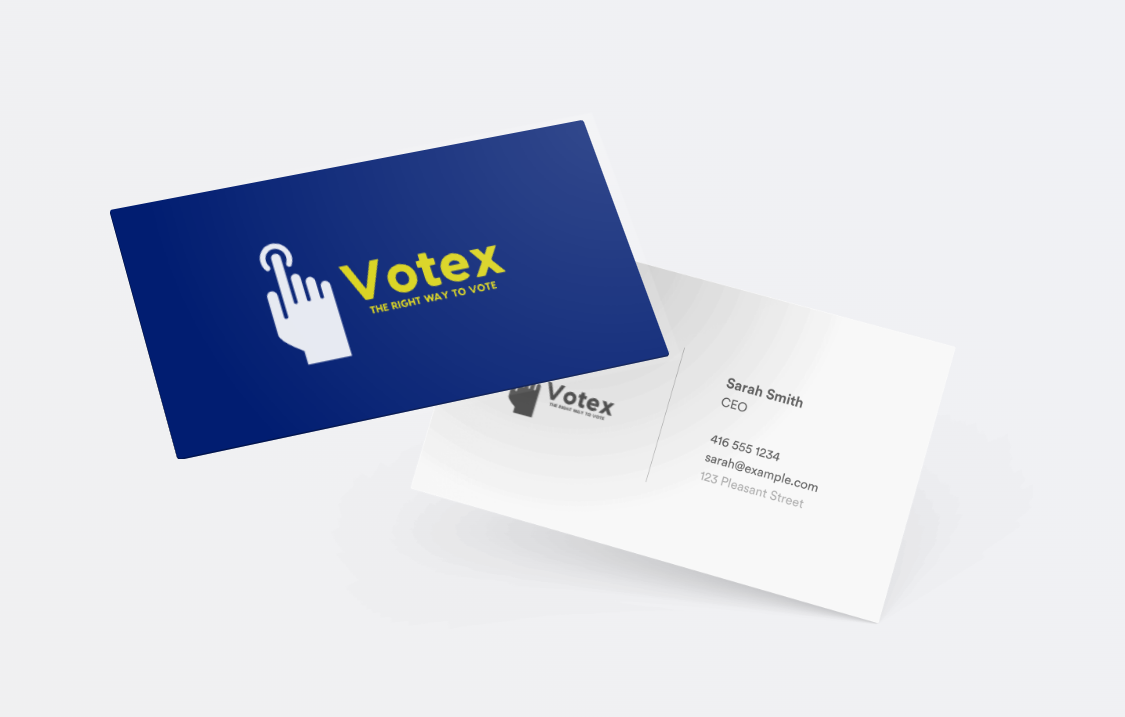 Votex
THE RIGHT WAY TO VOTE
Votex
THE RIGHT WAY TO VOTE
Sarah Smith
CEO
416 555 1234
sarah@example.com
123 Pleasant Street